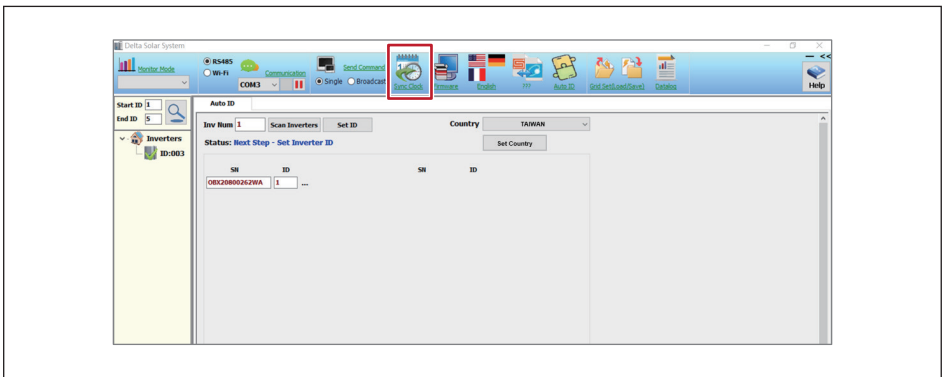 Delta Solar System
Monitor Mode
RS485
Wi-Fi
Communication
COM3
Send Command
Single Broadcast
Sync Clock
Firmware
English
???
Auto ID
Grid Set(Load/Save)
Datalog
<<
Help
Start ID 1
End ID 5
Inverters
ID:003
Auto ID
Inv Num 1 Scan Inverters Set ID Country TAIWAN
Status: Next Step - Set Inverter ID Set Country
SN ID SN ID
OBX20800262WA 1 ...